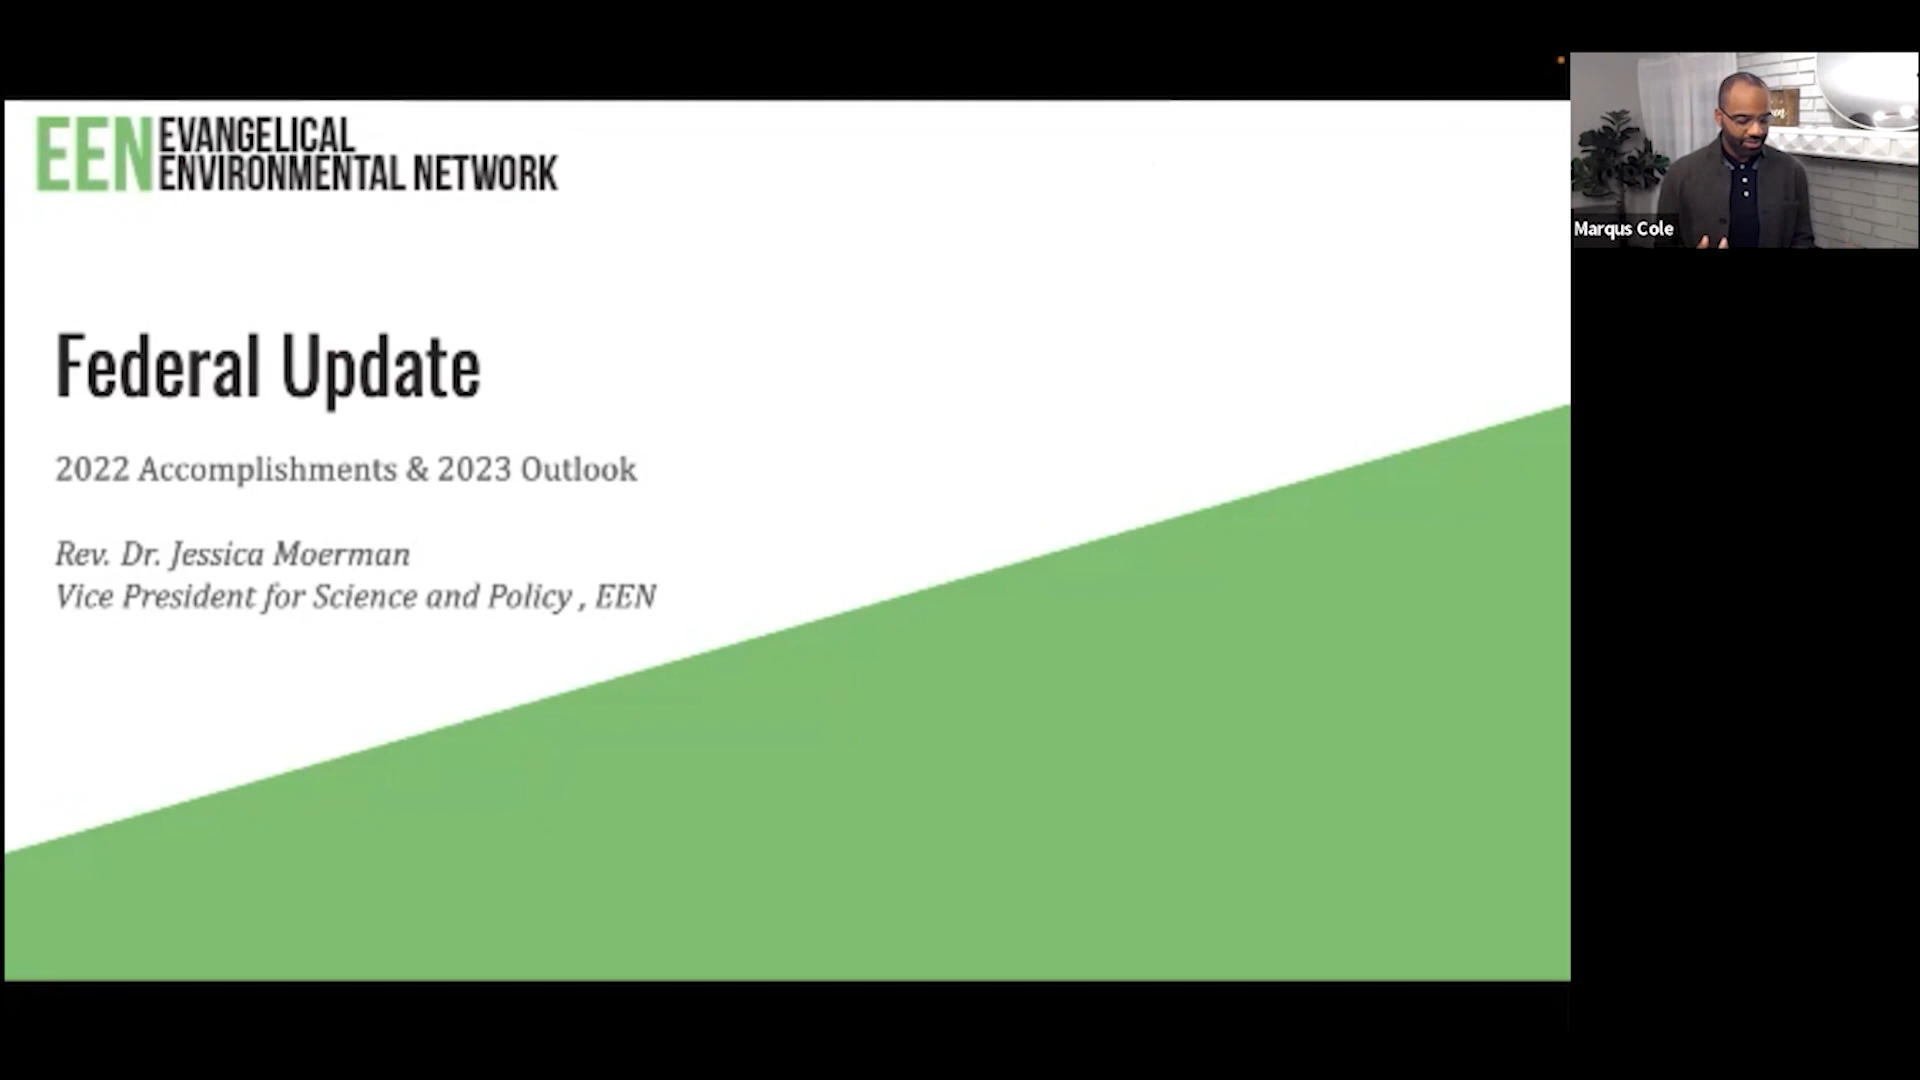 EEN EVANGELICAL
ENVIRONMENTAL NETWORK
Federal Update
2022 Accomplishments & 2023 Outlook
Rev. Dr. Jessica Moerman
Vice President for Science and Policy , EEN
Marqus Cole